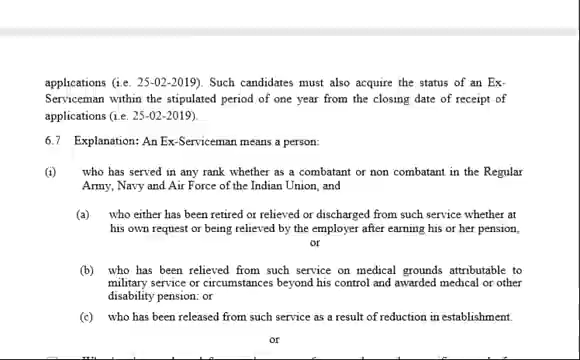 applications (i.e. 25-02-2019). Such candidates must also acquire the status of an Ex-
Serviceman within the stipulated period of one year from the closing date of receipt of
applications (i.e. 25-02-2019).
6.7 Explanation: An Ex-Serviceman means a person:
(i) who has served in any rank whether as a combatant or non combatant in the Regular
Army, Navy and Air Force of the Indian Union, and
(a) who either has been retired or relieved or discharged from such service whether at
his own request or being relieved by the employer after earning his or her pension,
or
(b) who has been relieved from such service on medical grounds attributable to
military service or circumstances beyond his control and awarded medical or other
disability pension: or
(c) who has been released from such service as a result of reduction in establishment.
or